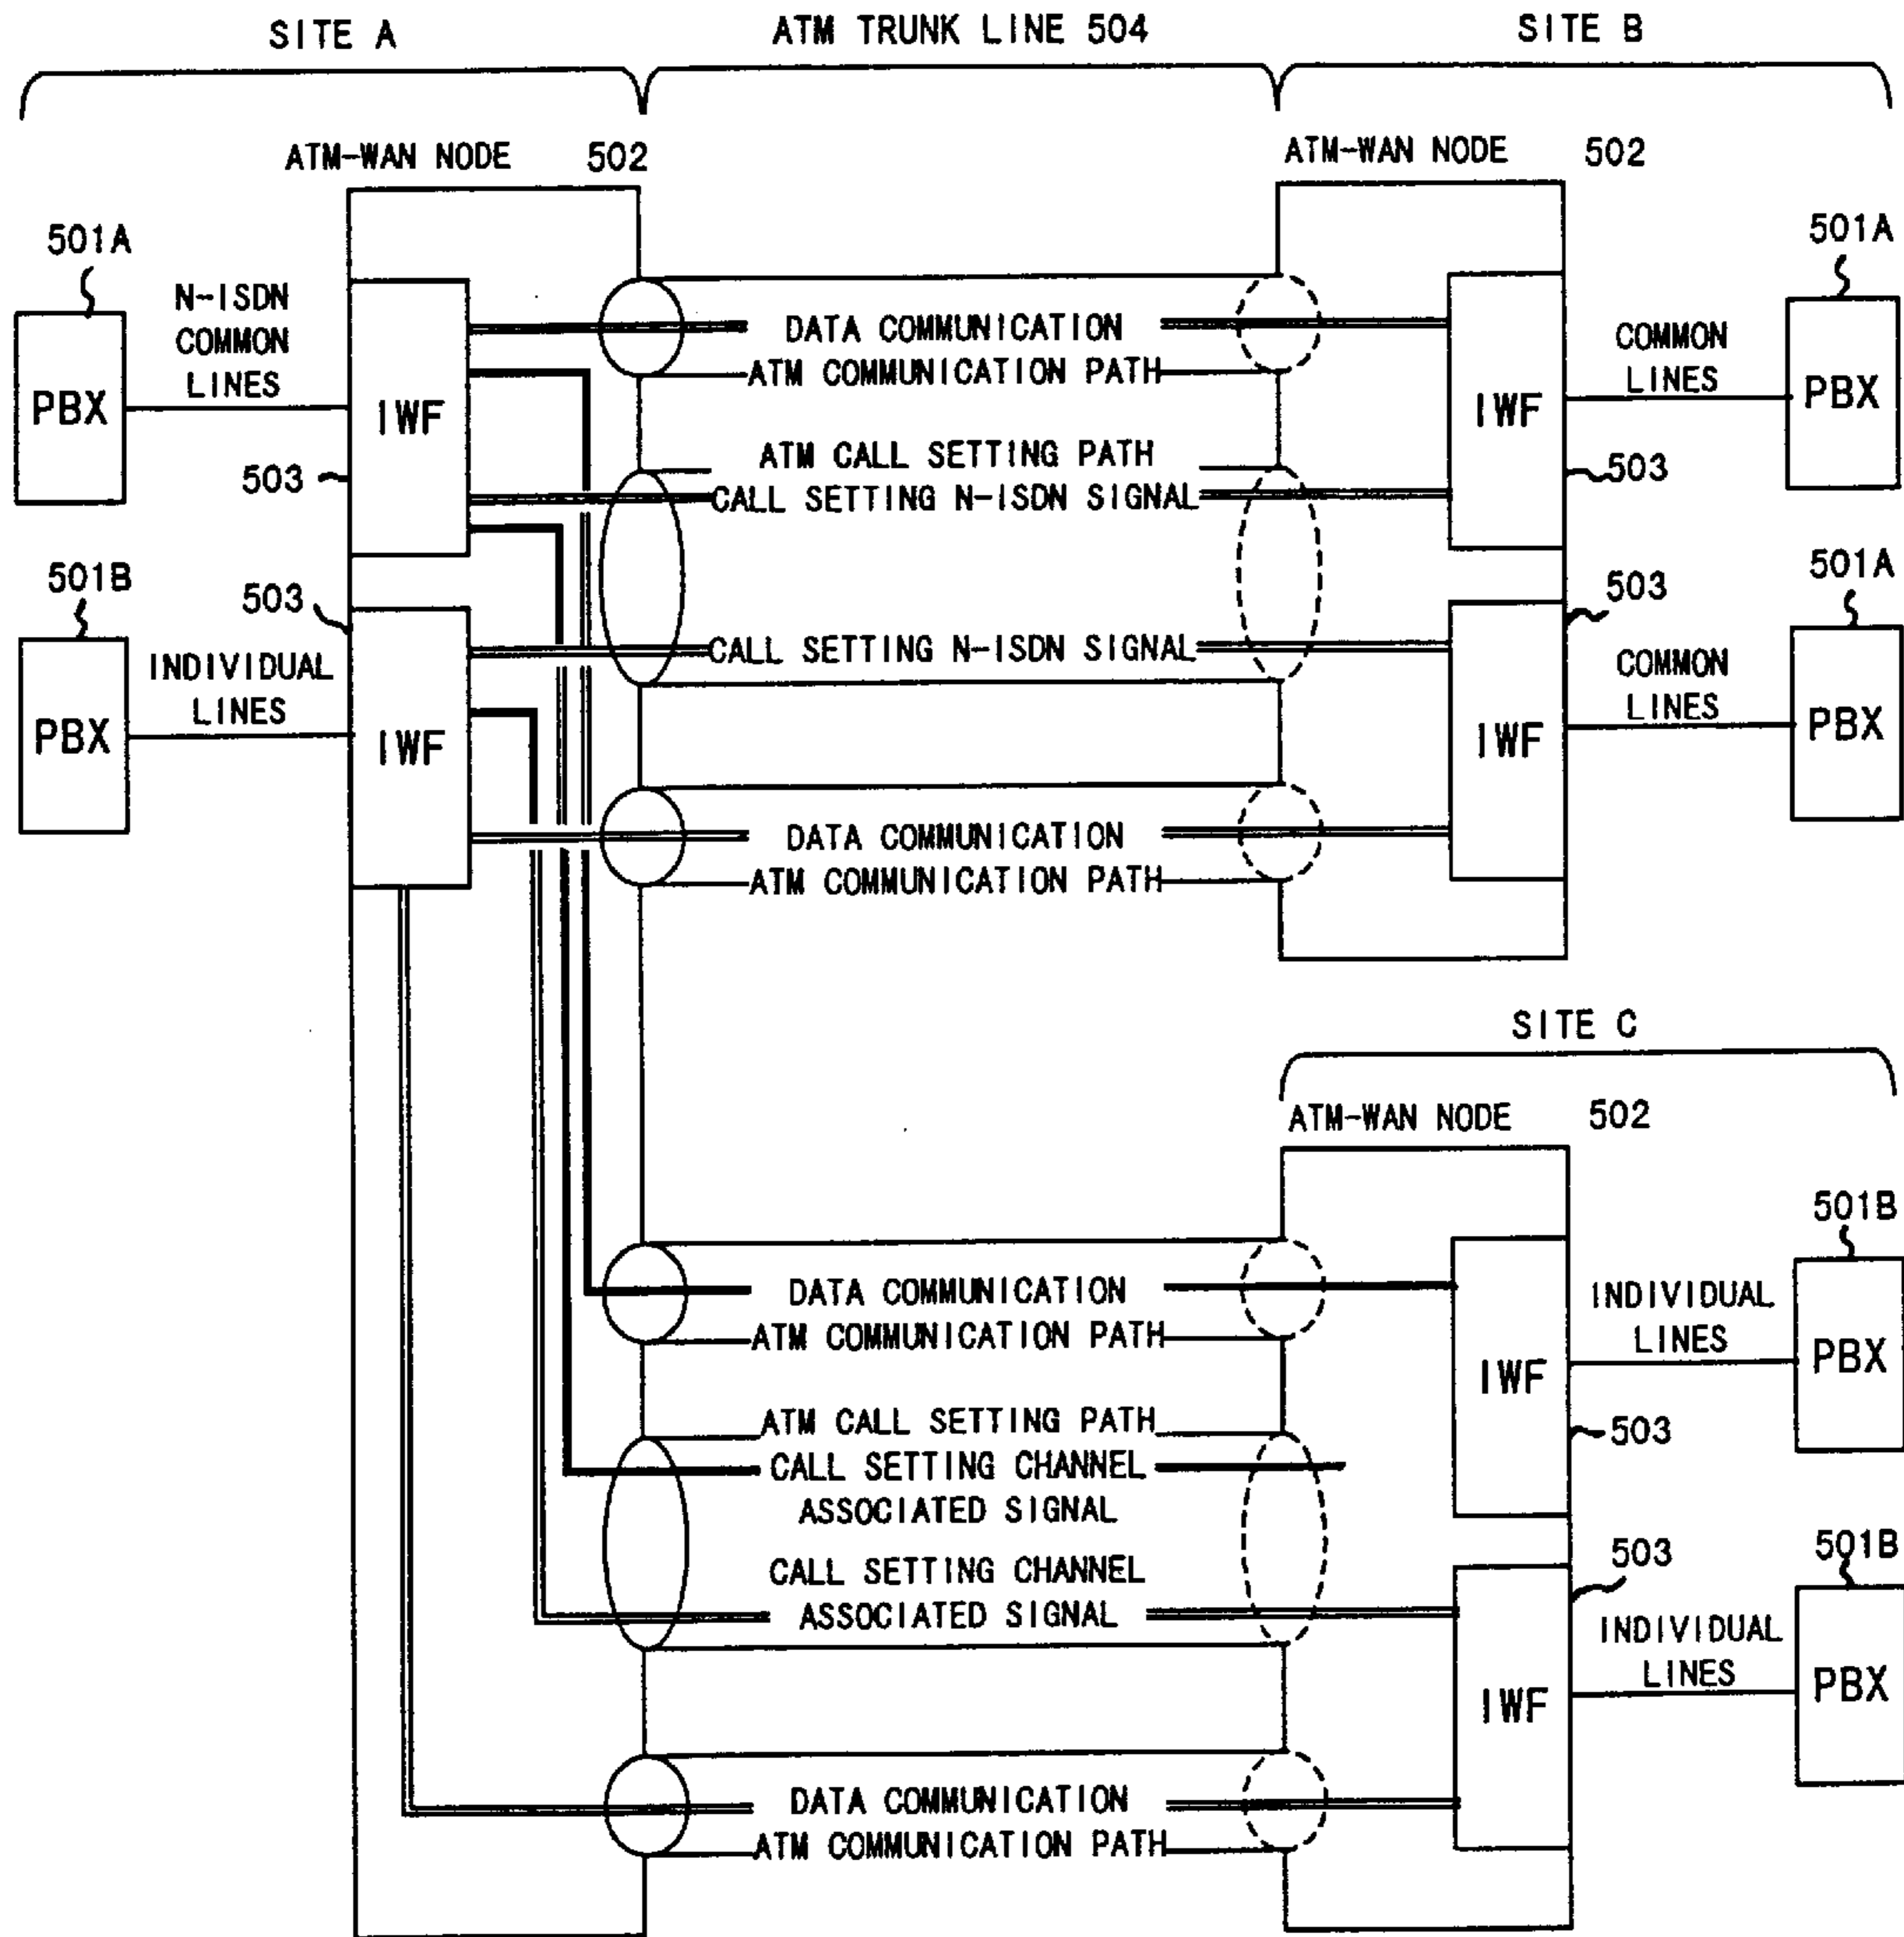 SITE A
ATM TRUNK LINE 504
SITE B
ATM-WAN NODE 502
ATM-WAN NODE 502
501A
N-ISDN
COMMON
LINES
PBX
IWF
503
DATA COMMUNICATION
ATM COMMUNICATION PATH
ATM CALL SETTING PATH
CALL SETTING N-ISDN SIGNAL
IWF
503
COMMON
LINES
501A
PBX
501B
503
INDIVIDUAL
LINES
PBX
IWF
CALL SETTING N-ISDN SIGNAL
DATA COMMUNICATION
ATM COMMUNICATION PATH
IWF
503
COMMON
LINES
501A
PBX
SITE C
ATM-WAN NODE 502
DATA COMMUNICATION
ATM COMMUNICATION PATH
ATM CALL SETTING PATH
CALL SETTING CHANNEL
ASSOCIATED SIGNAL
IWF
503
INDIVIDUAL
LINES
501B
PBX
CALL SETTING CHANNEL
ASSOCIATED SIGNAL
DATA COMMUNICATION
ATM COMMUNICATION PATH
IWF
503
INDIVIDUAL
LINES
501B
PBX